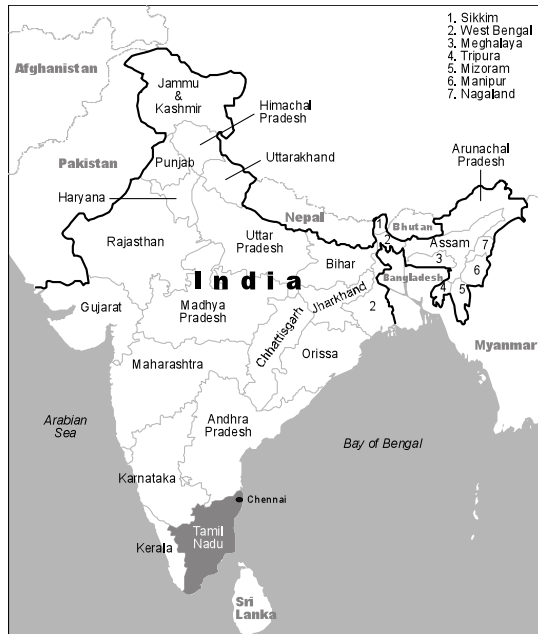 1. Sikkim
2. West Bengal
3. Meghalaya
4. Tripura
5. Mizoram
6. Manipur
7. Nagaland
Afghanistan
Jammu
&
Kashmir
Himachal
Pradesh
Arunachal
Pradesh
Pakistan
Punjab
Uttarakhand
Haryana
Nepal
1
Bhutan
Rajasthan
Uttar
Pradesh
2
Assam
7
3
Bihar
6
India
Bangladesh
4
5
Gujarat
Madhya
Pradesh
Chhattisgarh
Jharkhand
2
Orissa
Myanmar
Maharashtra
Arabian
Sea
Andhra
Pradesh
Bay of Bengal
Karnataka
Chennai
Tamil
Nadu
Kerala
Sri
Lanka